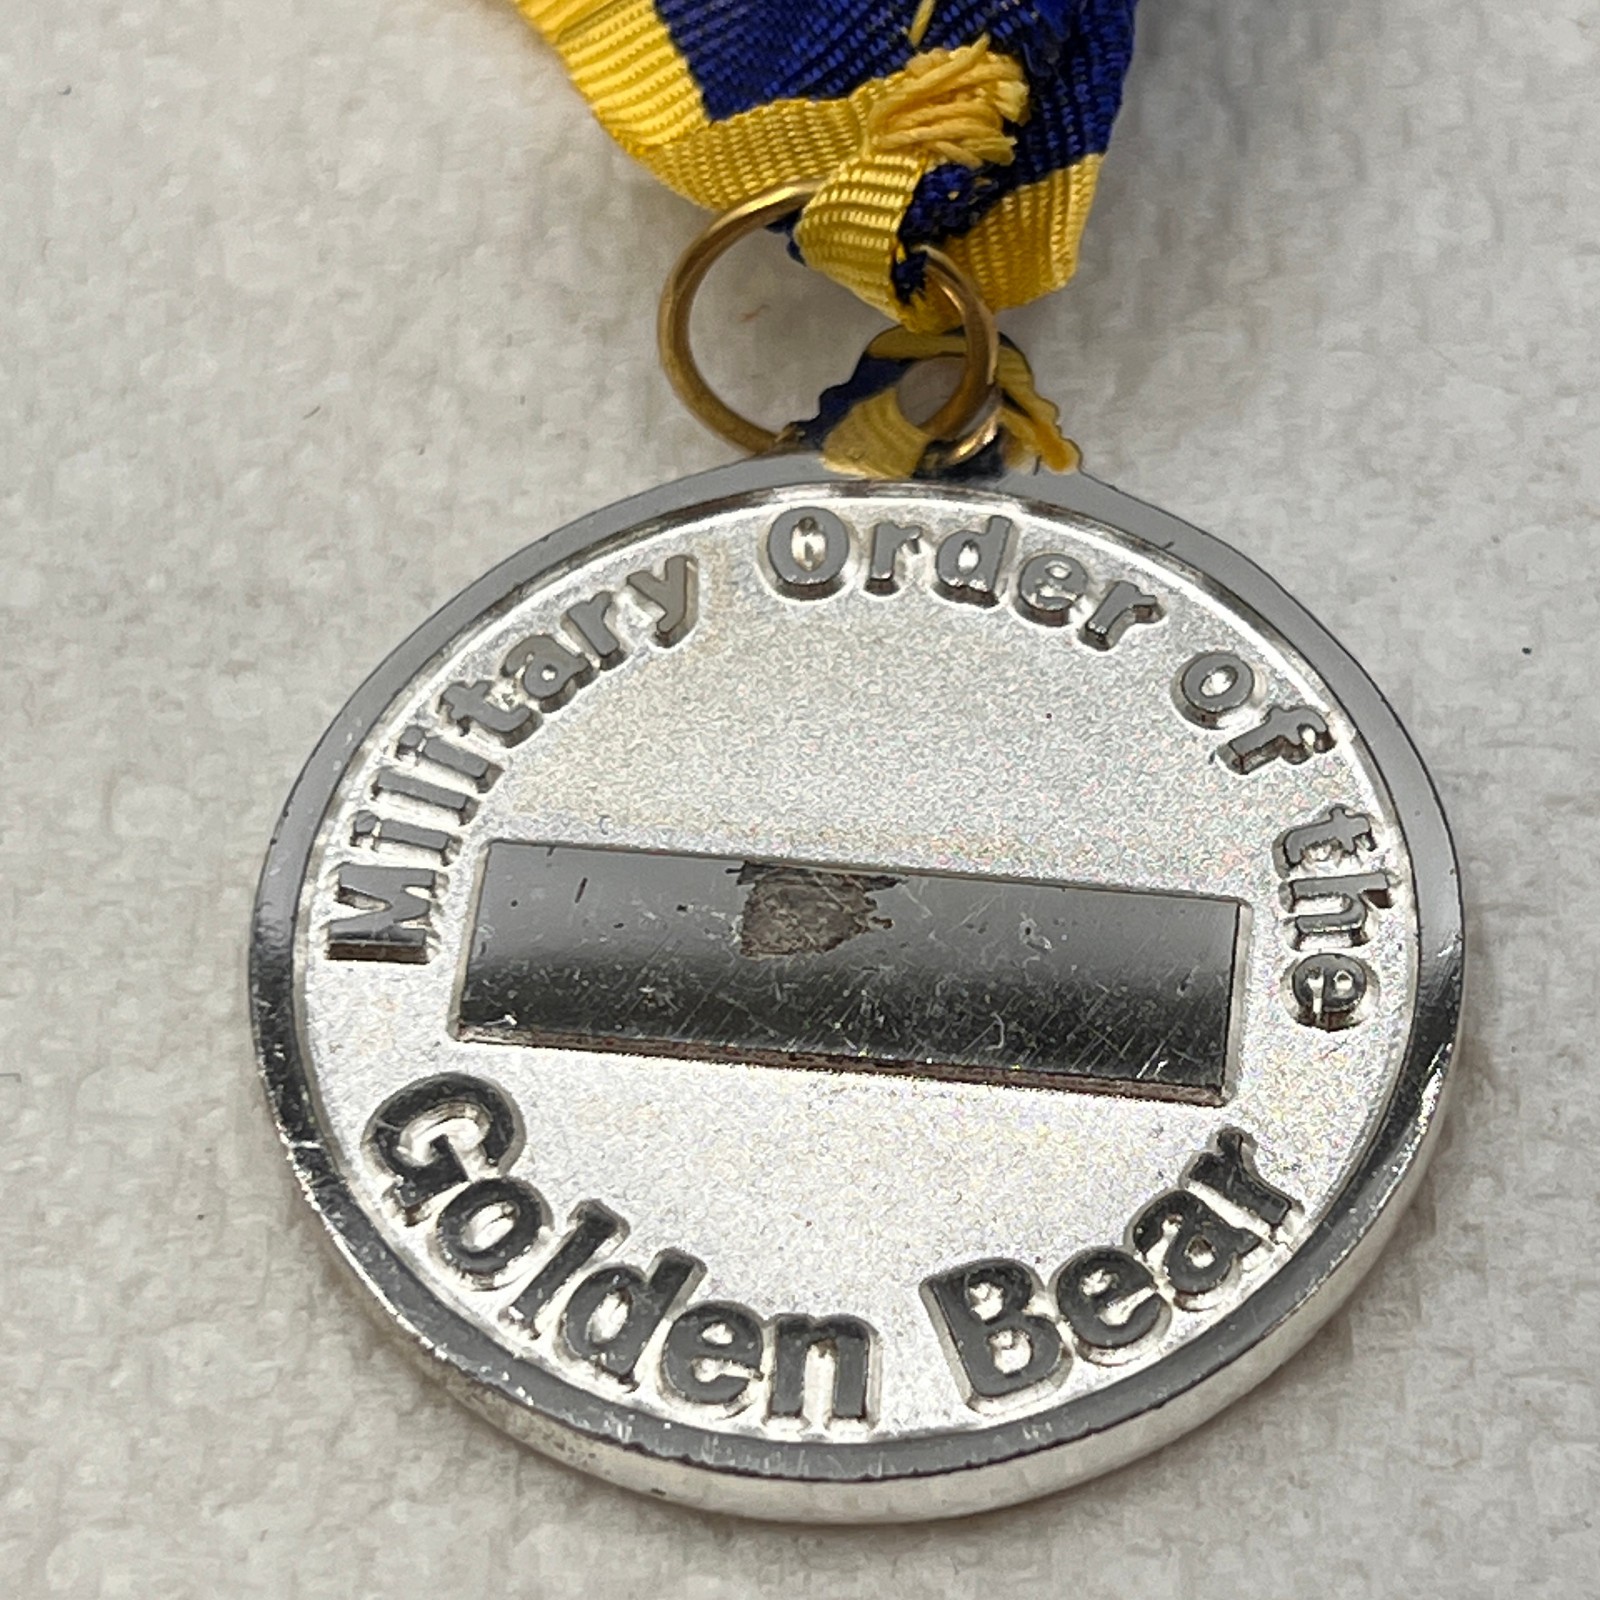 Military Order of the
Golden Bear